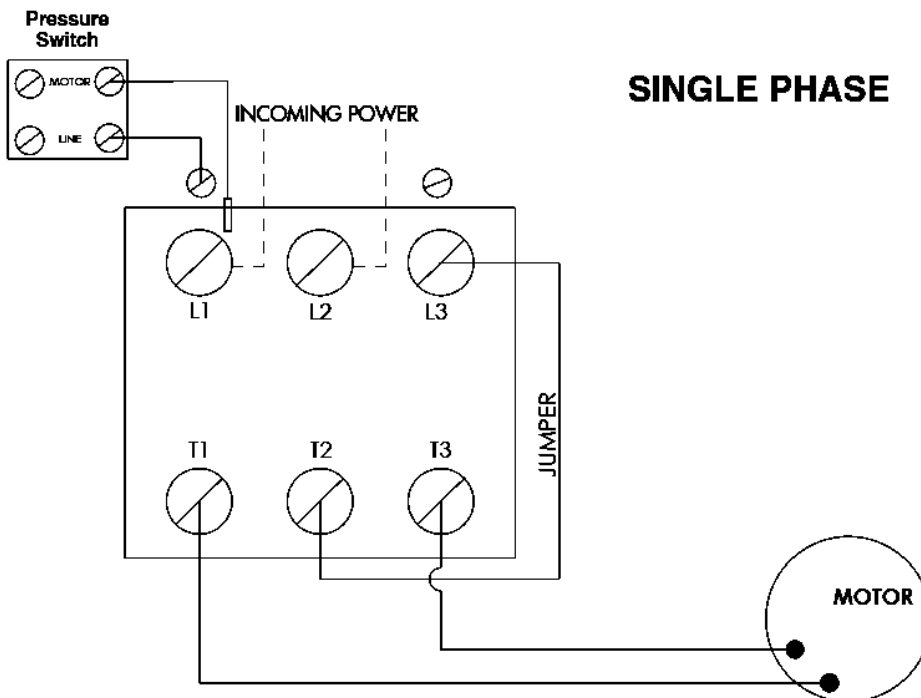 Pressure
Switch
MOTOR
LINE
SINGLE PHASE
INCOMING POWER
L1
L2
L3
JUMPER
T1
T2
T3
MOTOR